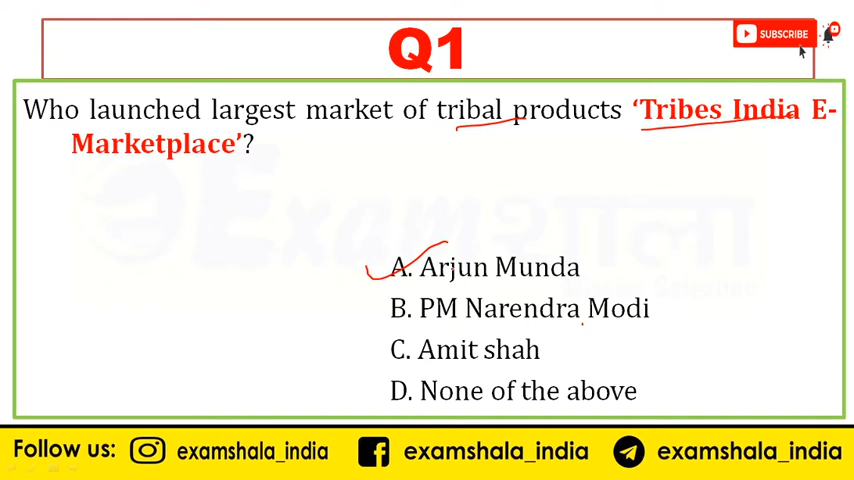 Q1
SUBSCRIBE
Who launched largest market of tribal products ‘Tribes India E-
Marketplace’?
Examशाला
A. Arjun Munda
B. PM Narendra Modi
C. Amit shah
D. None of the above
Follow us: examshala_india examshala_india examshala_india